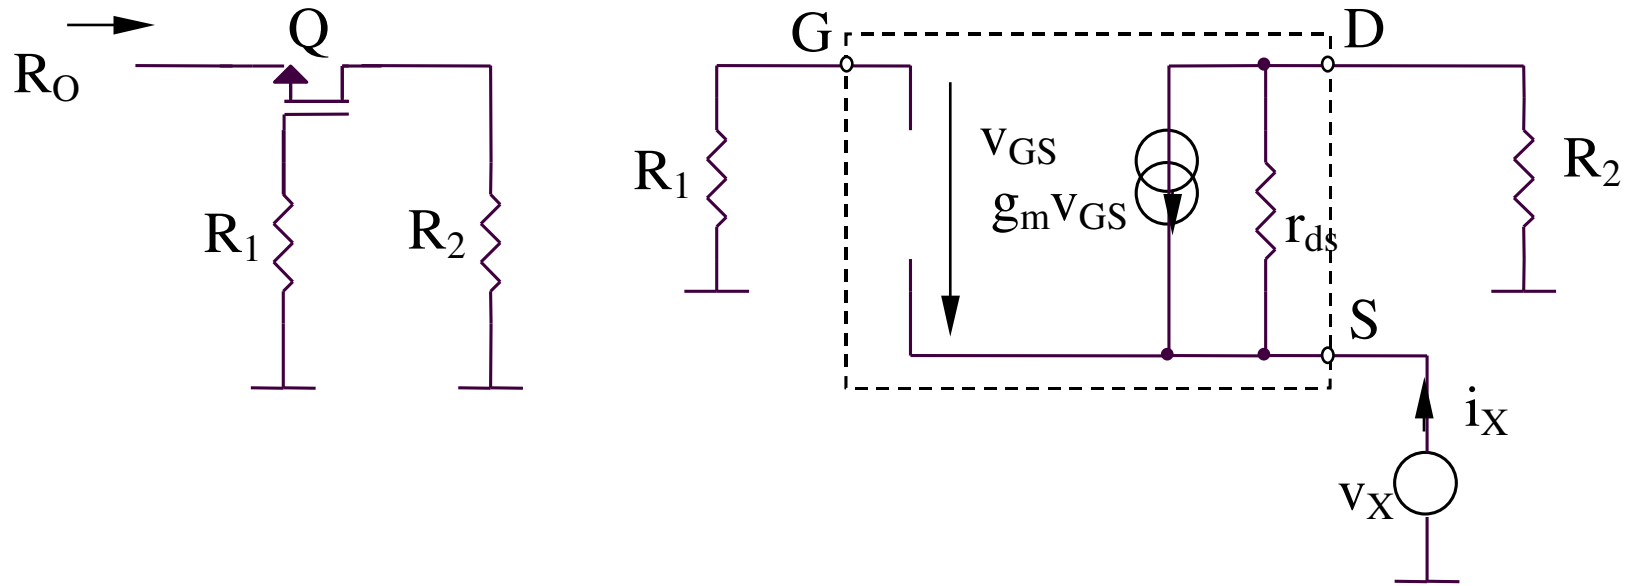 Q
R_O
R_1
R_2
G
D
v_GS
R_1
g_m v_GS
r_ds
R_2
S
i_X
v_X